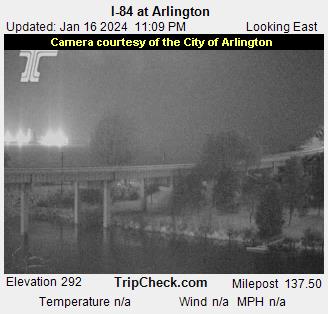 I-84 at Arlington
Updated: Jan 16 2024 11:09 PM Looking East
Camera courtesy of the City of Arlington
Elevation 292 TripCheck.com Milepost 137.50
Temperature n/a Wind n/a MPH n/a